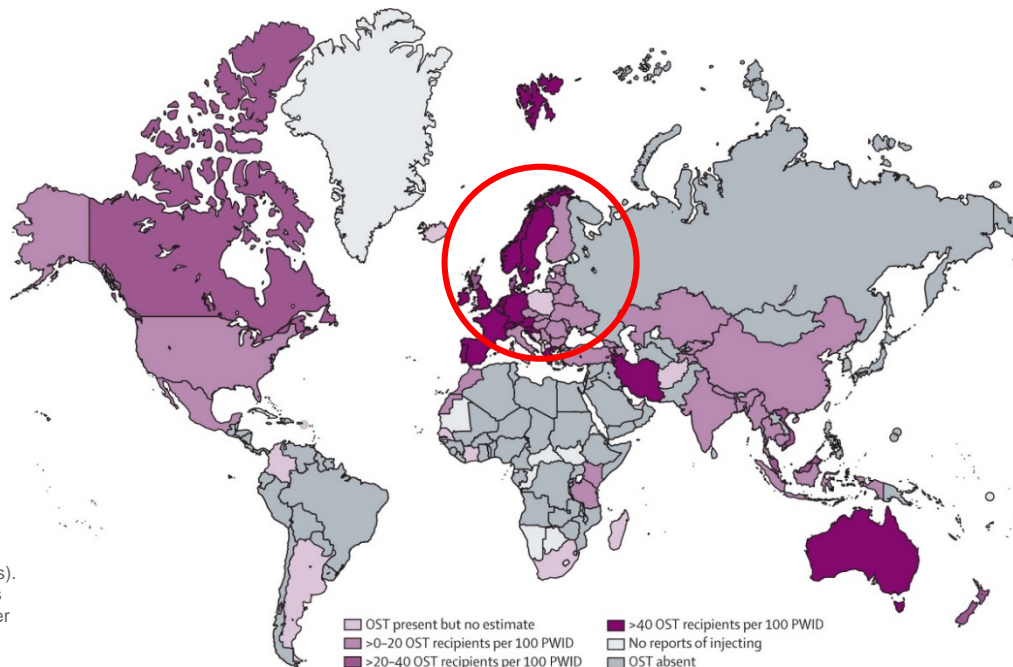 s).
s
er
OST present but no estimate
>0–20 OST recipients per 100 PWID
>20–40 OST recipients per 100 PWID
>40 OST recipients per 100 PWID
No reports of injecting
OST absent